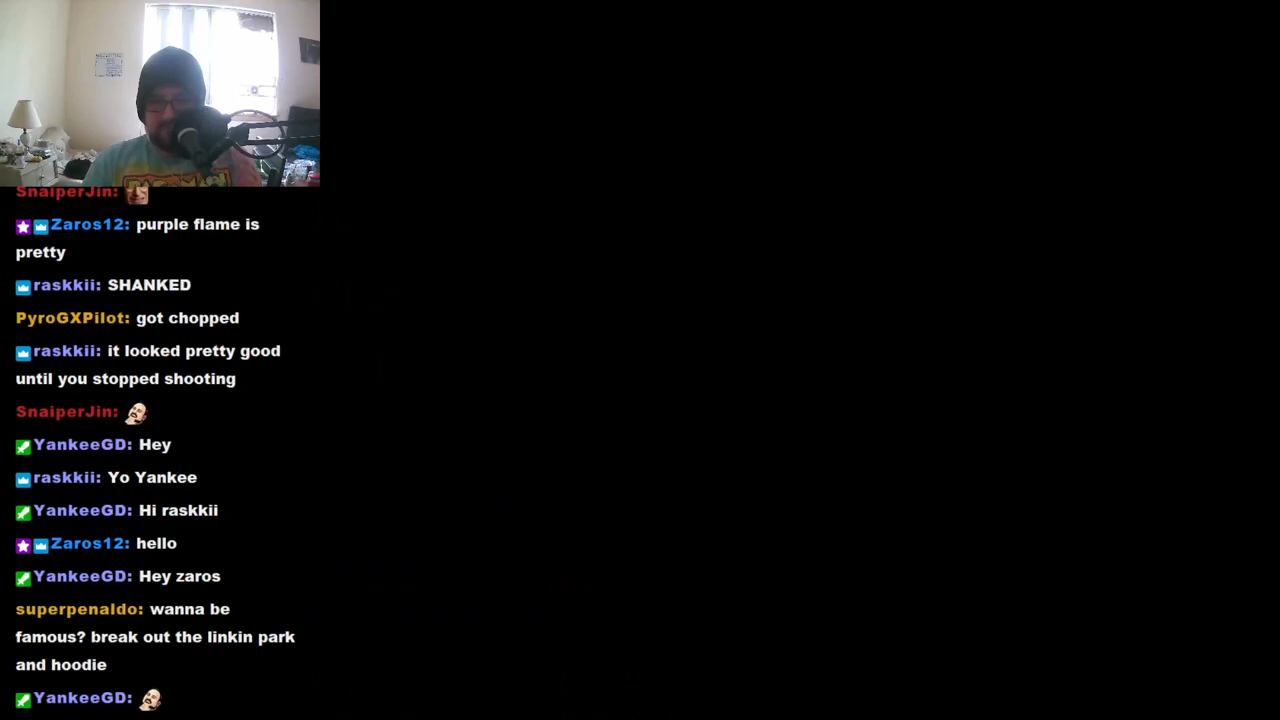 SnaiperJin:
Zaros12: purple flame is
pretty
raskkii: SHANKED
PyroGXPilot: got chopped
raskkii: it looked pretty good
until you stopped shooting
SnaiperJin:
YankeeGD: Hey
raskkii: Yo Yankee
YankeeGD: Hi raskkii
Zaros12: hello
YankeeGD: Hey zaros
superpenaldo: wanna be
famous? break out the linkin park
and hoodie
YankeeGD: